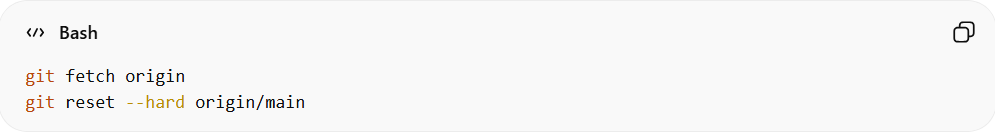 Bash
git fetch origin
git reset --hard origin/main